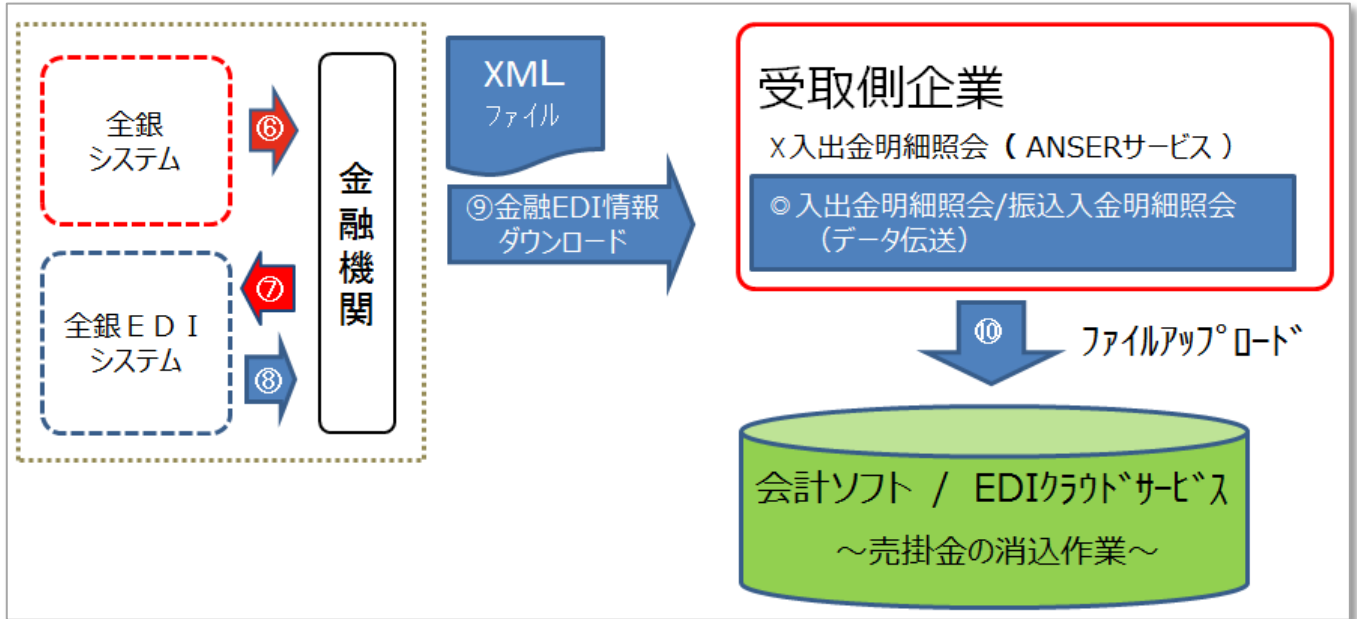 全銀
システム
⑥
金融機関
⑦
全銀ＥＤＩ
システム
⑧
XML
ファイル
⑨金融EDI情報
ダウンロード
受取側企業
X入出金明細照会（ ANSERサービス ）
◎入出金明細照会/振込入金明細照会
（データ伝送）
⑩
ﾌｧｲﾙｱｯﾌﾟﾛｰﾄﾞ
会計ソフト / EDIｸﾗｳﾄﾞｻｰﾋﾞｽ
～売掛金の消込作業～